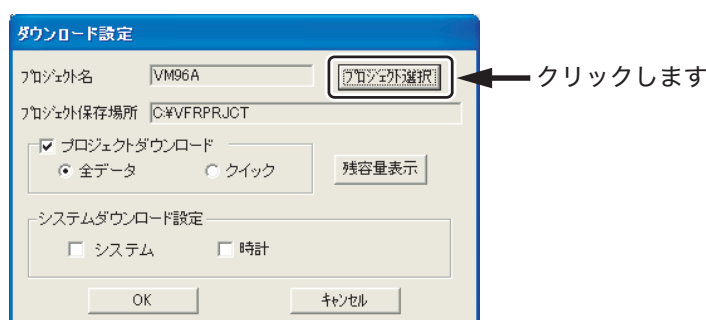 ダウンロード設定
ﾌﾟﾛｼﾞｪｸﾄ名 VM96A ﾌﾟﾛｼﾞｪｸﾄ選択 クリックします
ﾌﾟﾛｼﾞｪｸﾄ保存場所 C:¥VFRPRJCT
プロジェクトダウンロード
全データ クイック 残容量表示
システムダウンロード設定
システム 時計
OK ｷｬﾝｾﾙ